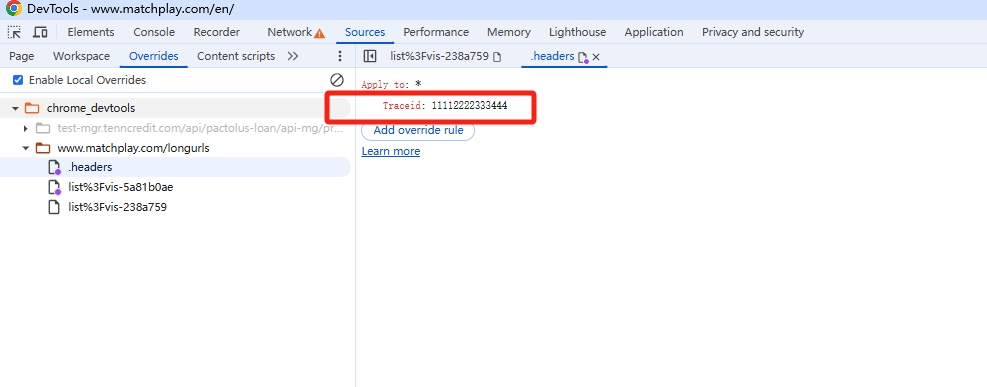 DevTools - www.matchplay.com/en/
Elements Console Recorder Network Sources Performance Memory Lighthouse Application Privacy and security
Page Workspace Overrides Content scripts list%3Fvis-238a759 .headers
Enable Local Overrides
Apply to: *
chrome_devtools
Traceid: 11112222333444
test-mgr.tenncredit.com/api/pactolus-loan/api-mg/pr...
Add override rule
www.matchplay.com/longurls
Learn more
.headers
list%3Fvis-5a81b0ae
list%3Fvis-238a759